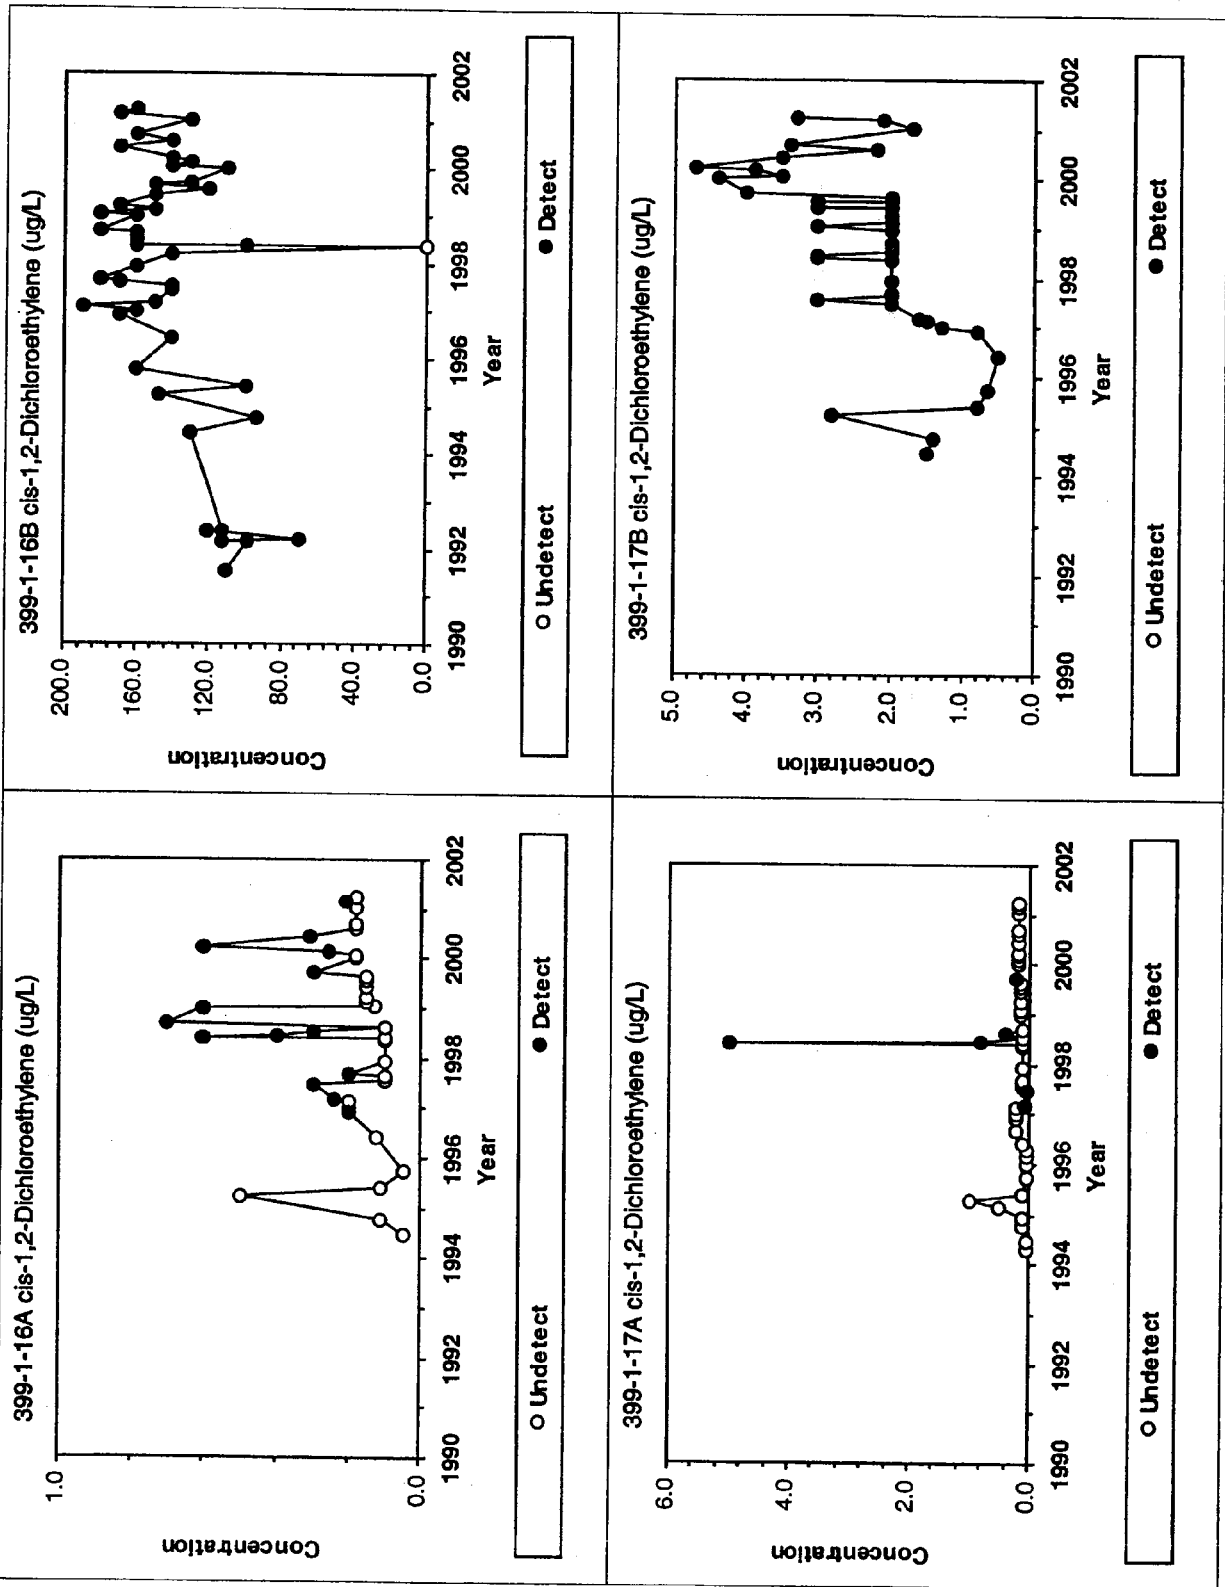 399-1-16A cis-1,2-Dichloroethylene (ug/L)
1.0
0.0
Concentration
1990 1992 1994 1996 1998 2000 2002
Year
Undetect Detect
399-1-16B cis-1,2-Dichloroethylene (ug/L)
200.0
160.0
120.0
80.0
40.0
0.0
Concentration
1990 1992 1994 1996 1998 2000 2002
Year
Undetect Detect
399-1-17A cis-1,2-Dichloroethylene (ug/L)
6.0
4.0
2.0
0.0
Concentration
1990 1992 1994 1996 1998 2000 2002
Year
Undetect Detect
399-1-17B cis-1,2-Dichloroethylene (ug/L)
5.0
4.0
3.0
2.0
1.0
0.0
Concentration
1990 1992 1994 1996 1998 2000 2002
Year
Undetect Detect